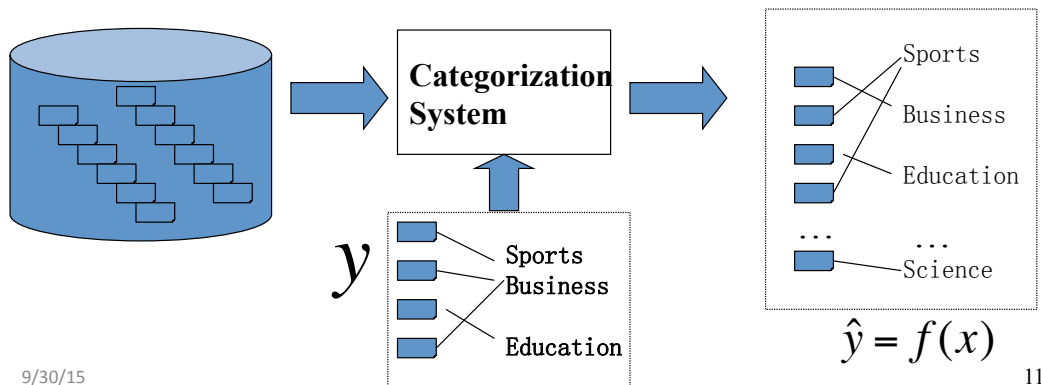 Categorization
System
Sports
Business
Education
...
...
Science
y
Sports
Business
Education
ŷ = f(x)
9/30/15
11